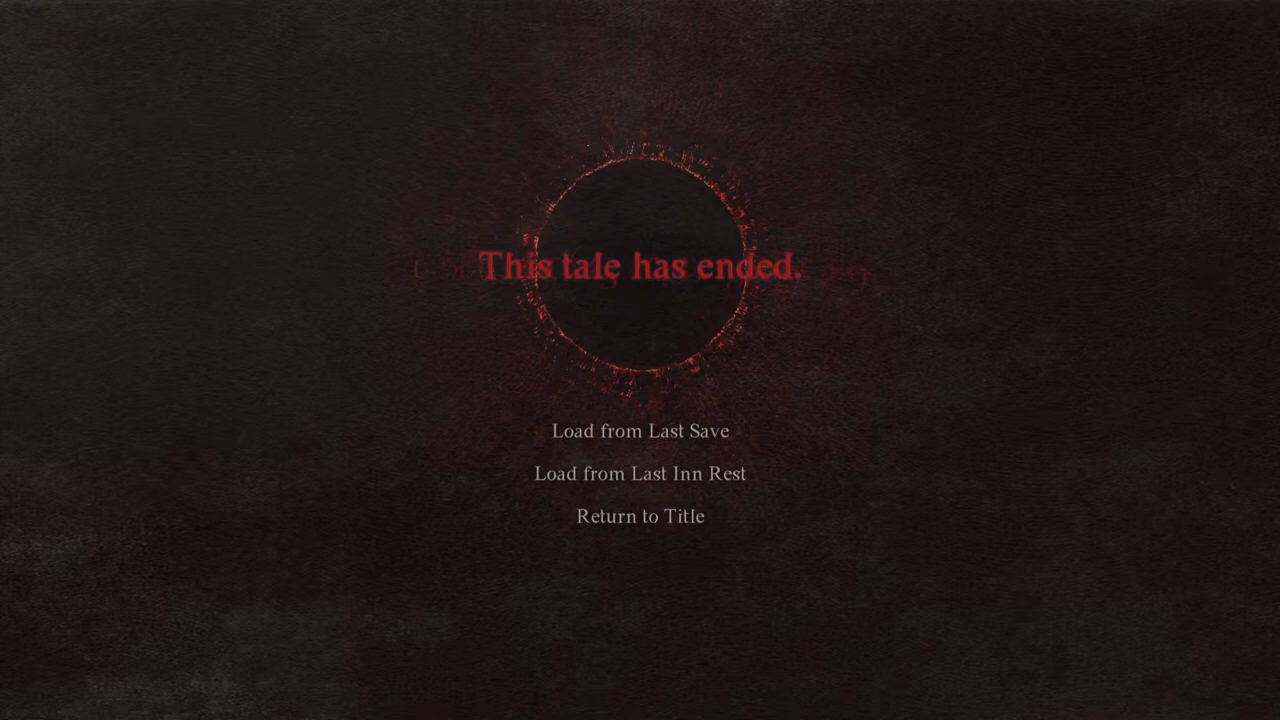 This tale has ended.
Load from Last Save
Load from Last Inn Rest
Return to Title